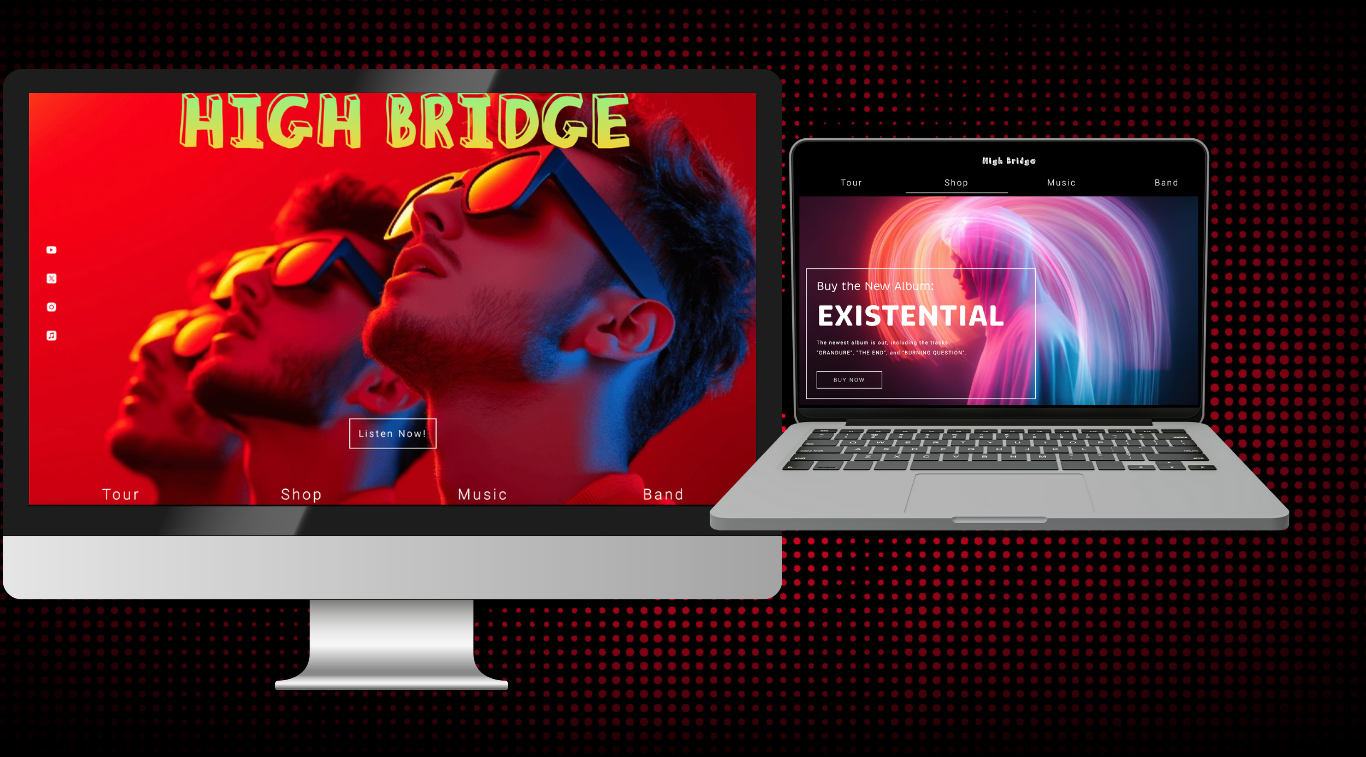 HIGH BRIDGE
Listen Now!
Tour Shop Music Band
High Bridge
Tour Shop Music Band
Buy the New Album:
EXISTENTIAL
The newest album is out, including the tracks
"GRANDURE", "THE END", and "BURNING QUESTION".
BUY NOW